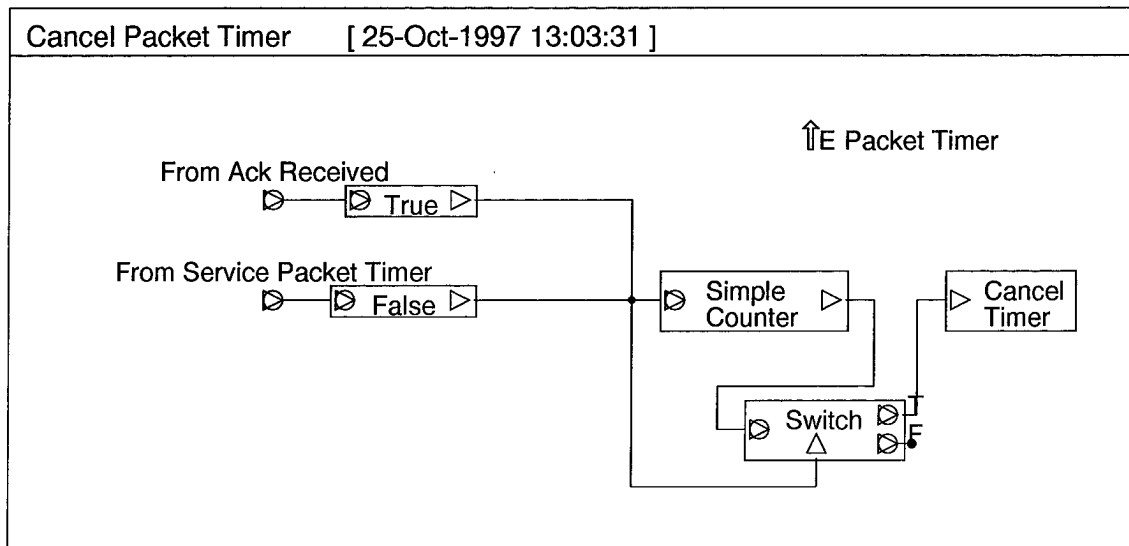 Cancel Packet Timer [ 25-Oct-1997 13:03:31 ]
⇑E Packet Timer
From Ack Received
True
From Service Packet Timer
False
Simple
Counter
Cancel
Timer
Switch
T
F